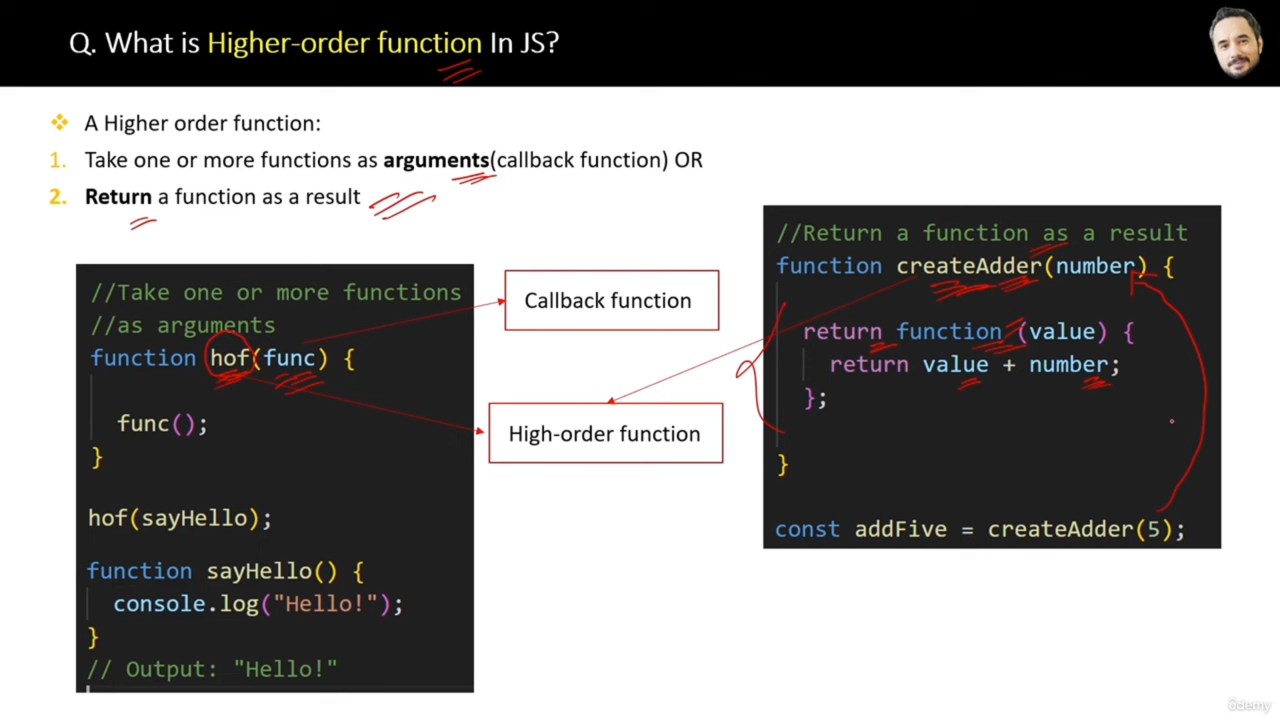 Q. What is Higher-order function In JS?
❖ A Higher order function:
1. Take one or more functions as arguments(callback function) OR
2. Return a function as a result
//Take one or more functions
//as arguments
function hof(func) {
func();
}
hof(sayHello);
function sayHello() {
console.log("Hello!");
}
// Output: "Hello!"
Callback function
High-order function
//Return a function as a result
function createAdder(number) {
return function (value) {
return value + number;
};
}
const addFive = createAdder(5);
ûdemy